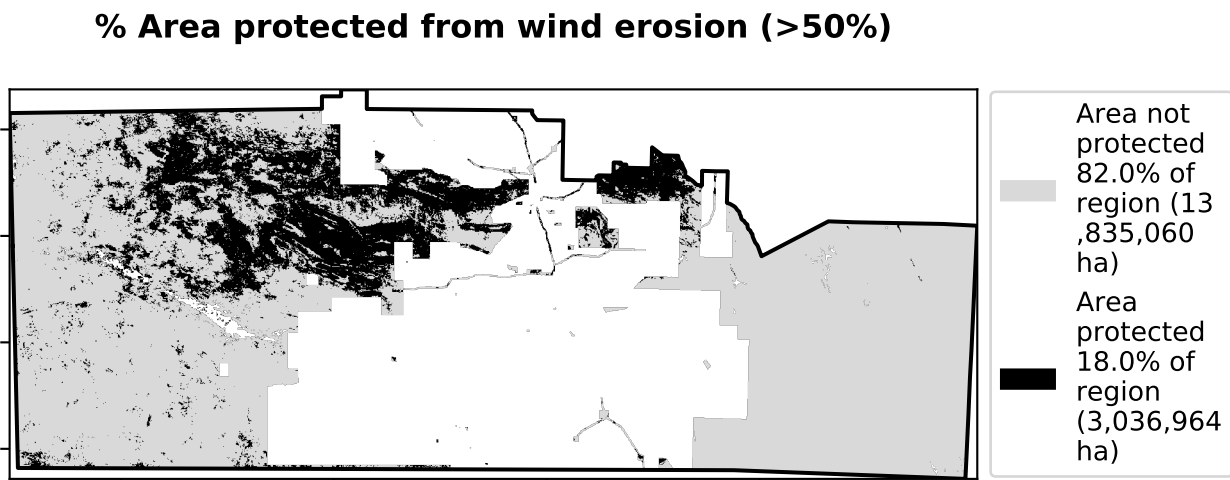 % Area protected from wind erosion (>50%)
Area not
protected
82.0% of
region (13
,835,060
ha)
Area
protected
18.0% of
region
(3,036,964
ha)